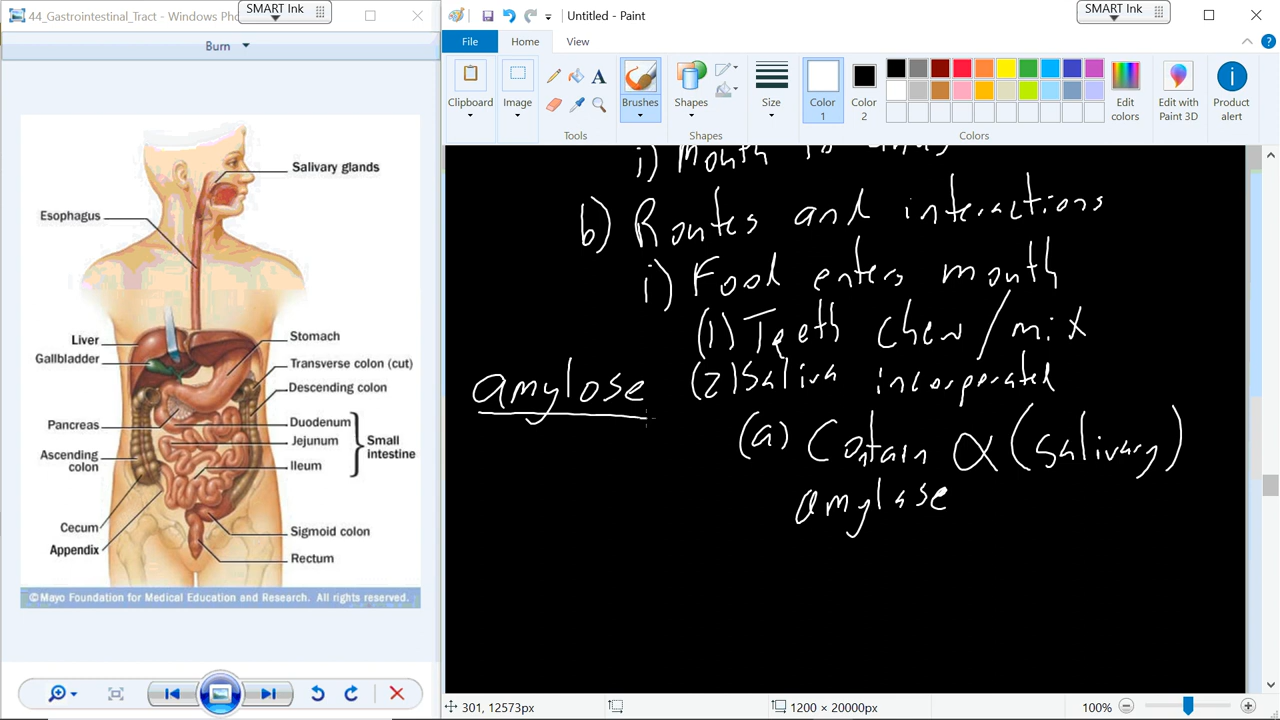 44_Gastrointestinal_Tract - Windows Pho
SMART Ink
Burn
Salivary glands
Esophagus
Liver
Gallbladder
Stomach
Transverse colon (cut)
Descending colon
Pancreas
Duodenum
Jejunum
Ileum
Small
intestine
Ascending
colon
Cecum
Appendix
Sigmoid colon
Rectum
©Mayo Foundation for Medical Education and Research. All rights reserved.
Untitled - Paint
SMART Ink
File
Home
View
Clipboard
Image
Tools
Brushes
Shapes
Shapes
Size
Color
1
Color
2
Colors
Edit
colors
Edit with
Paint 3D
Product
alert
i) Mouth to anus
b) Routes and interactions
i) Food enters mouth
(1) Teeth chew/mix
(2) Saliva incorporated
amylose
(a) Contain α (salivary)
amylase
301, 12573px
1200 × 20000px
100%